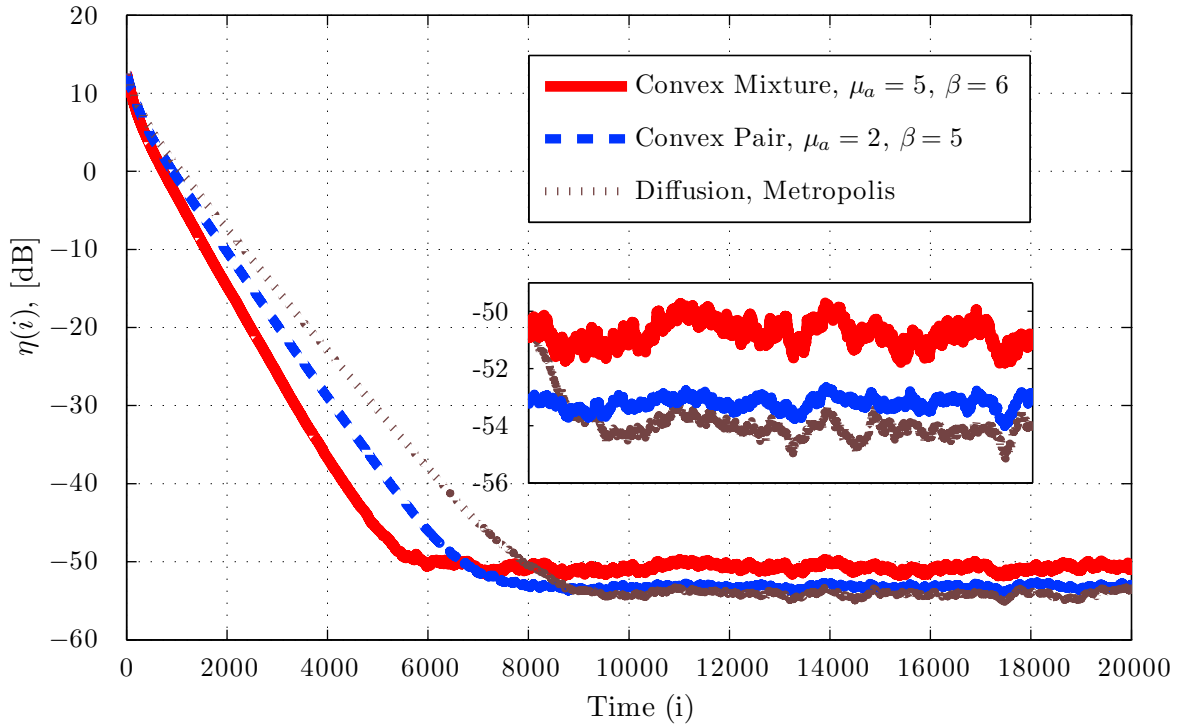 20
10
0
−10
−20
−30
−40
−50
−60
η(i), [dB]
Convex Mixture, μₐ = 5, β = 6
Convex Pair, μₐ = 2, β = 5
Diffusion, Metropolis
-50
-52
-54
-56
0 2000 4000 6000 8000 10000 12000 14000 16000 18000 20000
Time (i)